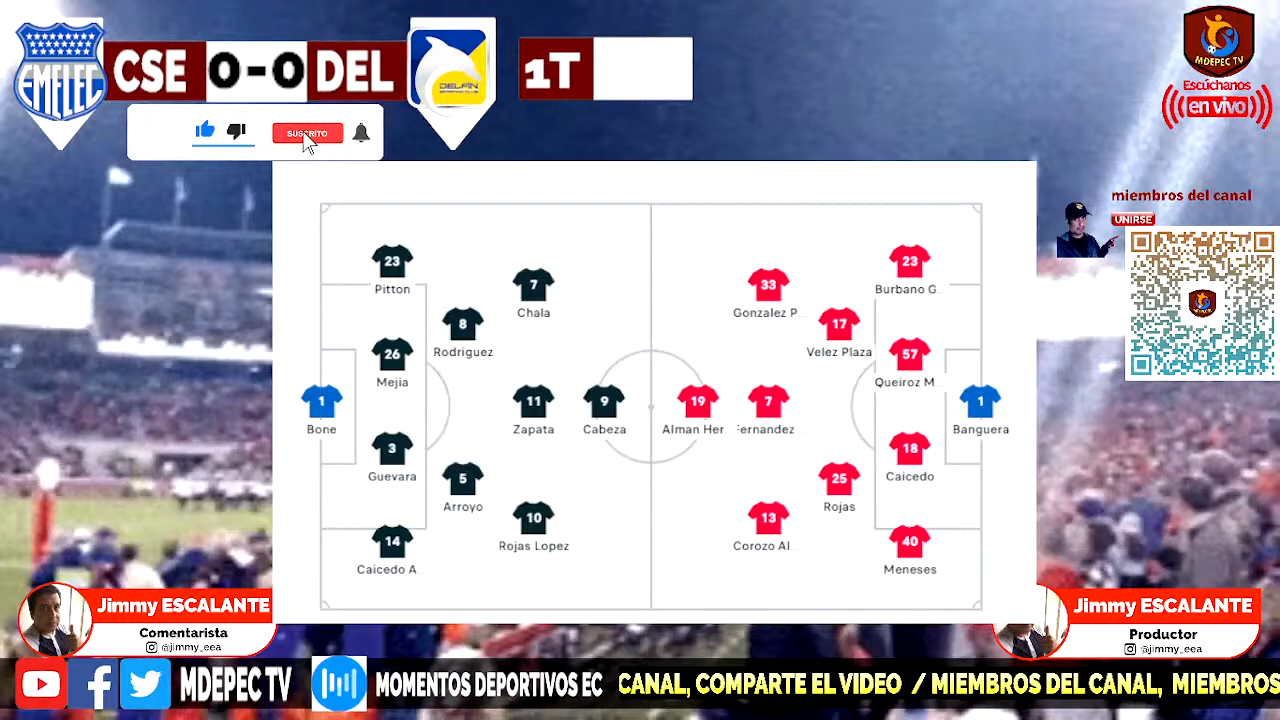 EMELEC
CSE 0-0 DEL
DELFIN
1T
MDEPEC TV
Escúchanos
en vivo
SUSCRITO
miembros del canal
UNIRSE
23
Pitton
7
Chala
8
Rodriguez
26
Mejia
1
Bone
11
Zapata
9
Cabeza
3
Guevara
5
Arroyo
10
Rojas Lopez
14
Caicedo A
33
Gonzalez P...
23
Burbano G
17
Velez Plaza
57
Queiroz M...
19
Alman Her
7
Fernandez
1
Banguera
18
Caicedo
25
Rojas
13
Corozo Al
40
Meneses
Jimmy ESCALANTE
Comentarista
@jimmy_eea
Jimmy ESCALANTE
Productor
@jimmy_eea
MDEPEC TV
MOMENTOS DEPORTIVOS EC
CANAL, COMPARTE EL VIDEO / MIEMBROS DEL CANAL, MIEMBROS